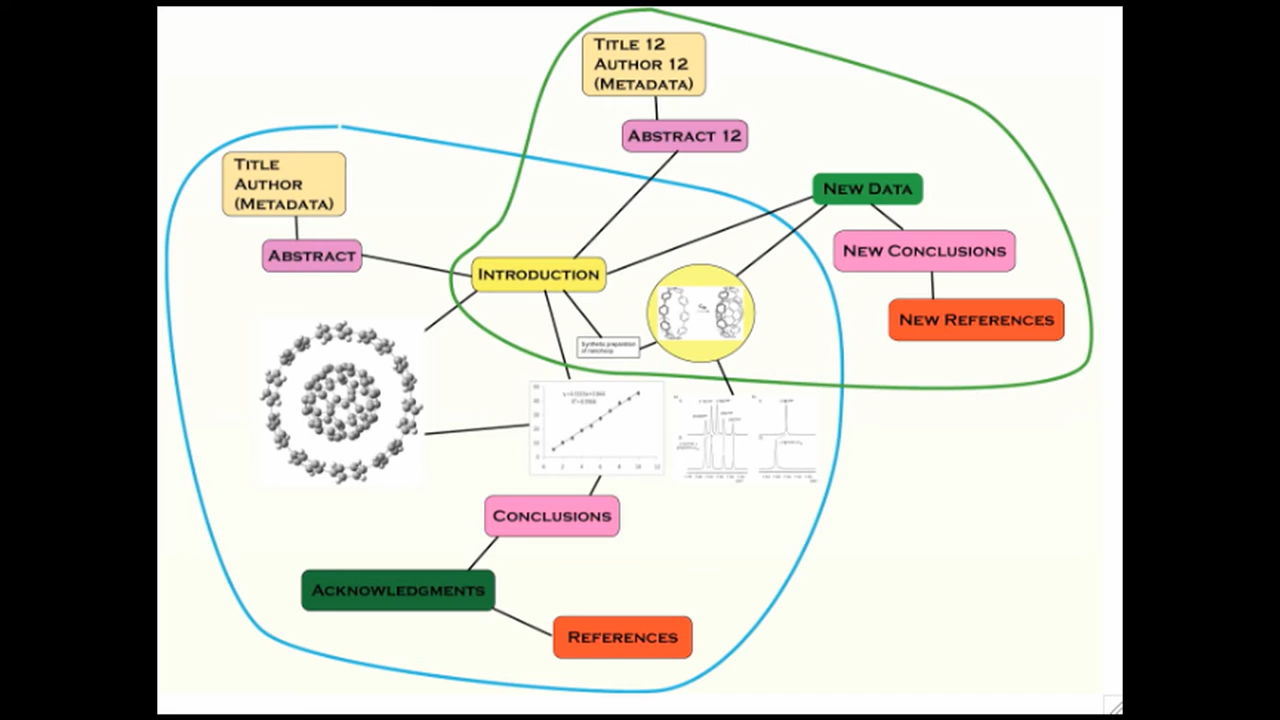 TITLE 12
AUTHOR 12
(METADATA)
ABSTRACT 12
TITLE
AUTHOR
(METADATA)
NEW DATA
ABSTRACT
NEW CONCLUSIONS
INTRODUCTION
NEW REFERENCES
Synthetic preparation
of nanohoop
CONCLUSIONS
ACKNOWLEDGMENTS
REFERENCES